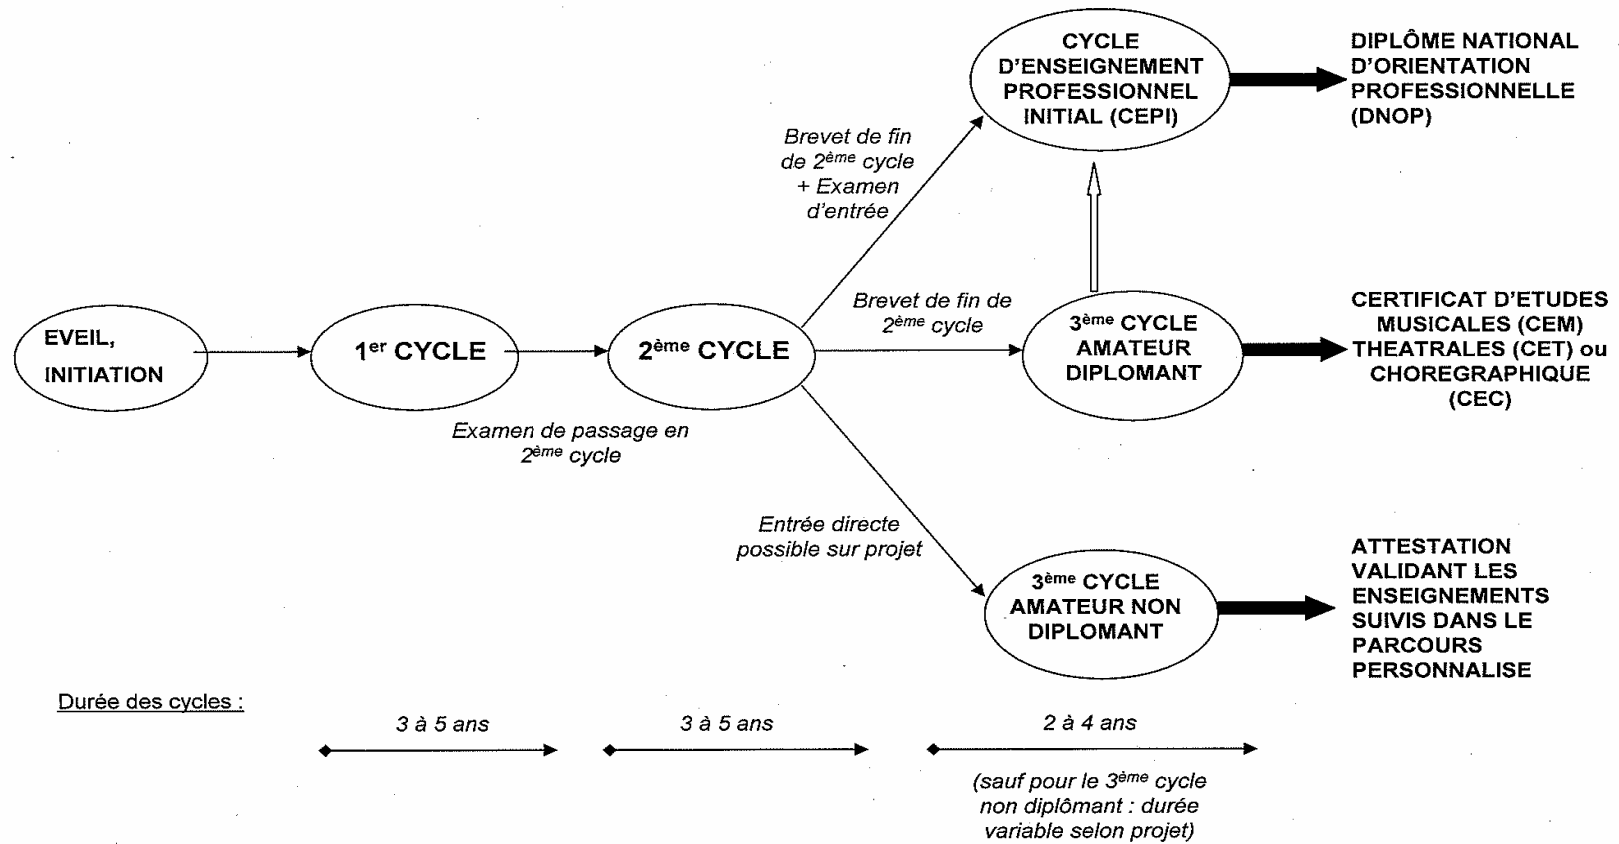 CYCLE
D'ENSEIGNEMENT
PROFESSIONNEL
INITIAL (CEPI)
DIPLÔME NATIONAL
D'ORIENTATION
PROFESSIONNELLE
(DNOP)
Brevet de fin
de 2ème cycle
+ Examen
d'entrée
EVEIL,
INITIATION
1er CYCLE
2ème CYCLE
Brevet de fin de
2ème cycle
3ème CYCLE
AMATEUR
DIPLOMANT
CERTIFICAT D'ETUDES
MUSICALES (CEM)
THEATRALES (CET) ou
CHOREGRAPHIQUE
(CEC)
Examen de passage en
2ème cycle
Entrée directe
possible sur projet
3ème CYCLE
AMATEUR NON
DIPLOMANT
ATTESTATION
VALIDANT LES
ENSEIGNEMENTS
SUIVIS DANS LE
PARCOURS
PERSONNALISE
Durée des cycles :
3 à 5 ans
3 à 5 ans
2 à 4 ans
(sauf pour le 3ème cycle
non diplômant : durée
variable selon projet)